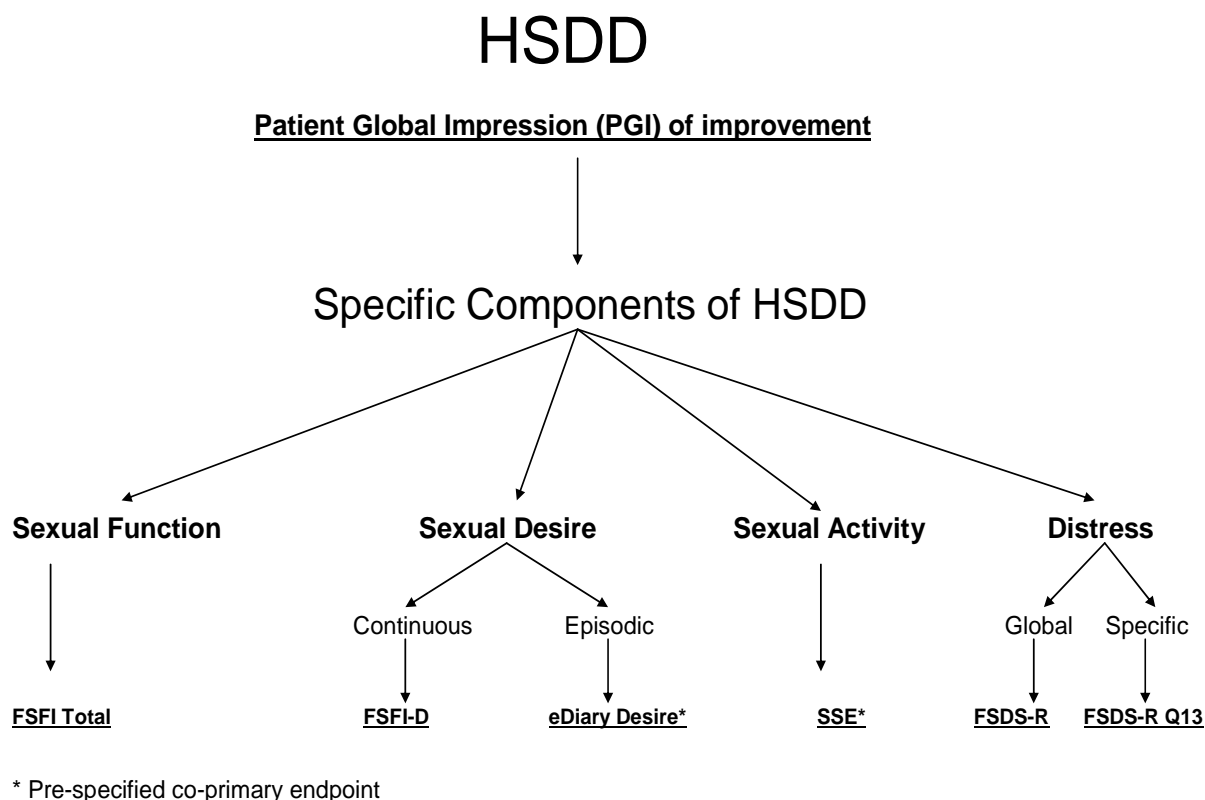 HSDD
Patient Global Impression (PGI) of improvement
Specific Components of HSDD
Sexual Function Sexual Desire Sexual Activity Distress
Continuous Episodic Global Specific
FSFI Total FSFI-D eDiary Desire* SSE* FSDS-R FSDS-R Q13
* Pre-specified co-primary endpoint